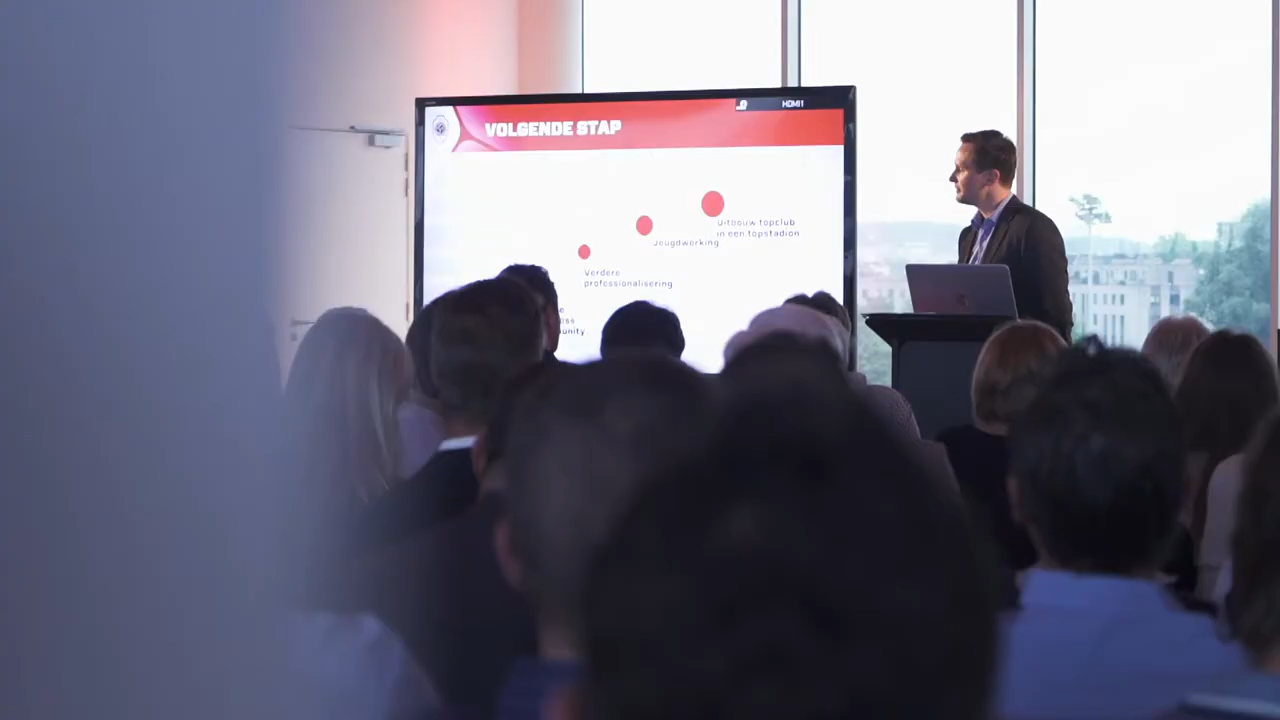 HDMI1
VOLGENDE STAP
Uitbouw topclub
in een topstadion
Jeugdwerking
Verdere
professionalisering